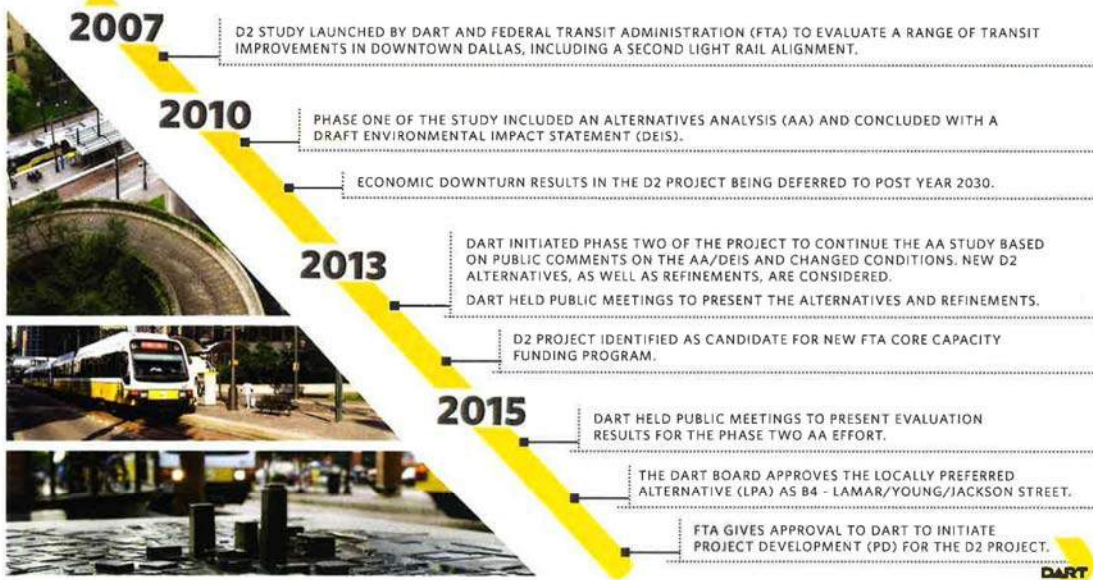 2007
D2 STUDY LAUNCHED BY DART AND FEDERAL TRANSIT ADMINISTRATION (FTA) TO EVALUATE A RANGE OF TRANSIT
IMPROVEMENTS IN DOWNTOWN DALLAS, INCLUDING A SECOND LIGHT RAIL ALIGNMENT.
2010
PHASE ONE OF THE STUDY INCLUDED AN ALTERNATIVES ANALYSIS (AA) AND CONCLUDED WITH A
DRAFT ENVIRONMENTAL IMPACT STATEMENT (DEIS).
ECONOMIC DOWNTURN RESULTS IN THE D2 PROJECT BEING DEFERRED TO POST YEAR 2030.
2013
DART INITIATED PHASE TWO OF THE PROJECT TO CONTINUE THE AA STUDY BASED
ON PUBLIC COMMENTS ON THE AA/DEIS AND CHANGED CONDITIONS. NEW D2
ALTERNATIVES, AS WELL AS REFINEMENTS, ARE CONSIDERED.
DART HELD PUBLIC MEETINGS TO PRESENT THE ALTERNATIVES AND REFINEMENTS.
D2 PROJECT IDENTIFIED AS CANDIDATE FOR NEW FTA CORE CAPACITY
FUNDING PROGRAM.
2015
DART HELD PUBLIC MEETINGS TO PRESENT EVALUATION
RESULTS FOR THE PHASE TWO AA EFFORT.
THE DART BOARD APPROVES THE LOCALLY PREFERRED
ALTERNATIVE (LPA) AS B4 - LAMAR/YOUNG/JACKSON STREET.
FTA GIVES APPROVAL TO DART TO INITIATE
PROJECT DEVELOPMENT (PD) FOR THE D2 PROJECT.
DART